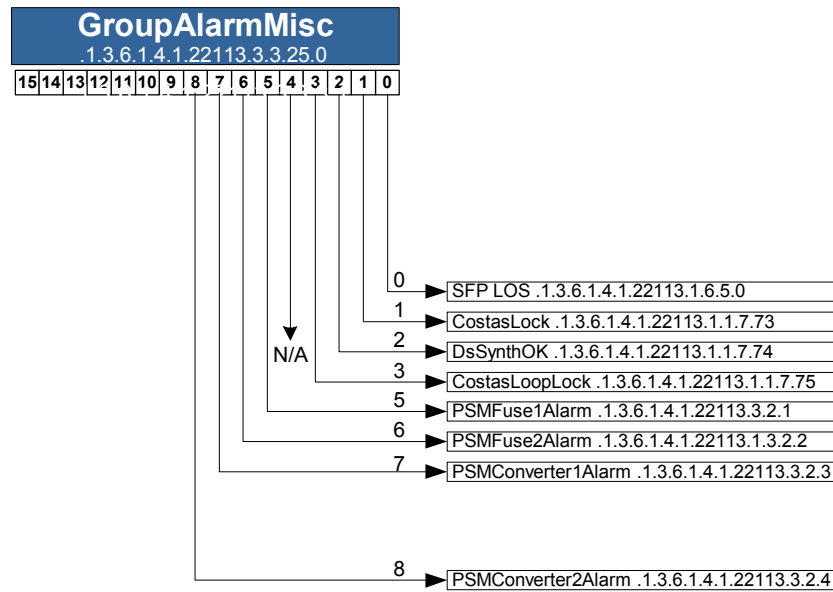 GroupAlarmMisc
.1.3.6.1.4.1.22113.3.3.25.0
15 14 13 12 11 10 9 8 7 6 5 4 3 2 1 0
0
SFP LOS .1.3.6.1.4.1.22113.1.6.5.0
1
CostasLock .1.3.6.1.4.1.22113.1.1.7.73
2
DsSynthOK .1.3.6.1.4.1.22113.1.1.7.74
N/A
3
CostasLoopLock .1.3.6.1.4.1.22113.1.1.7.75
5
PSMFuse1Alarm .1.3.6.1.4.1.22113.3.2.1
6
PSMFuse2Alarm .1.3.6.1.4.1.22113.1.3.2.2
7
PSMConverter1Alarm .1.3.6.1.4.1.22113.3.2.3
8
PSMConverter2Alarm .1.3.6.1.4.1.22113.3.2.4